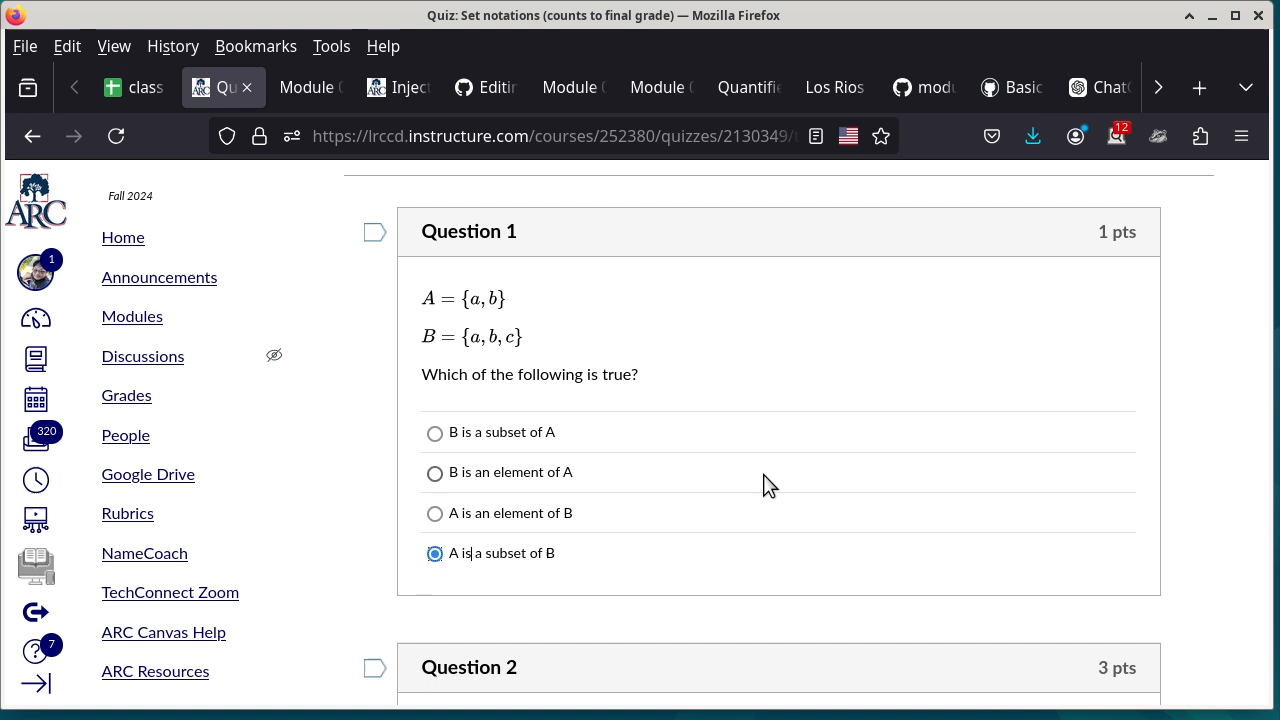 Quiz: Set notations (counts to final grade) — Mozilla Firefox
File Edit View History Bookmarks Tools Help
class Qu Module Inject Editin Module Module Quantifie Los Rios modu Basic ChatG
https://lrccd.instructure.com/courses/252380/quizzes/2130349/
12
ARC
1
320
7
Fall 2024
Home
Announcements
Modules
Discussions
Grades
People
Google Drive
Rubrics
NameCoach
TechConnect Zoom
ARC Canvas Help
ARC Resources
Question 1 1 pts
A = {a, b}
B = {a, b, c}
Which of the following is true?
B is a subset of A
B is an element of A
A is an element of B
A is a subset of B
Question 2 3 pts